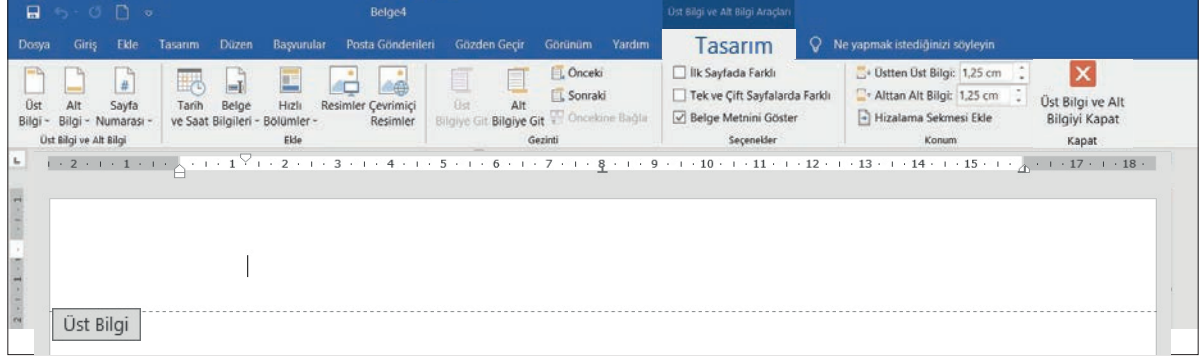 Belge4
Üst Bilgi ve Alt Bilgi Araçları
Dosya Giriş Ekle Tasarım Düzen Başvurular Posta Gönderileri Gözden Geçir Görünüm Yardım Tasarım Ne yapmak istediğinizi söyleyin
Üst Bilgi
Alt Bilgi
Sayfa Numarası
Üst Bilgi ve Alt Bilgi
Tarih ve Saat
Belge Bilgileri
Hızlı Bölümler
Resimler
Çevrimiçi Resimler
Ekle
Üst Bilgiye Git
Alt Bilgiye Git
Önceki
Sonraki
Öncekine Bağla
Gezinti
İlk Sayfada Farklı
Tek ve Çift Sayfalarda Farklı
Belge Metnini Göster
Seçenekler
Üstten Üst Bilgi: 1,25 cm
Alttan Alt Bilgi: 1,25 cm
Hizalama Sekmesi Ekle
Konum
Üst Bilgi ve Alt
Bilgiyi Kapat
Kapat
2 1 1 2 3 4 5 6 7 8 9 10 11 12 13 14 15 17 18
Üst Bilgi